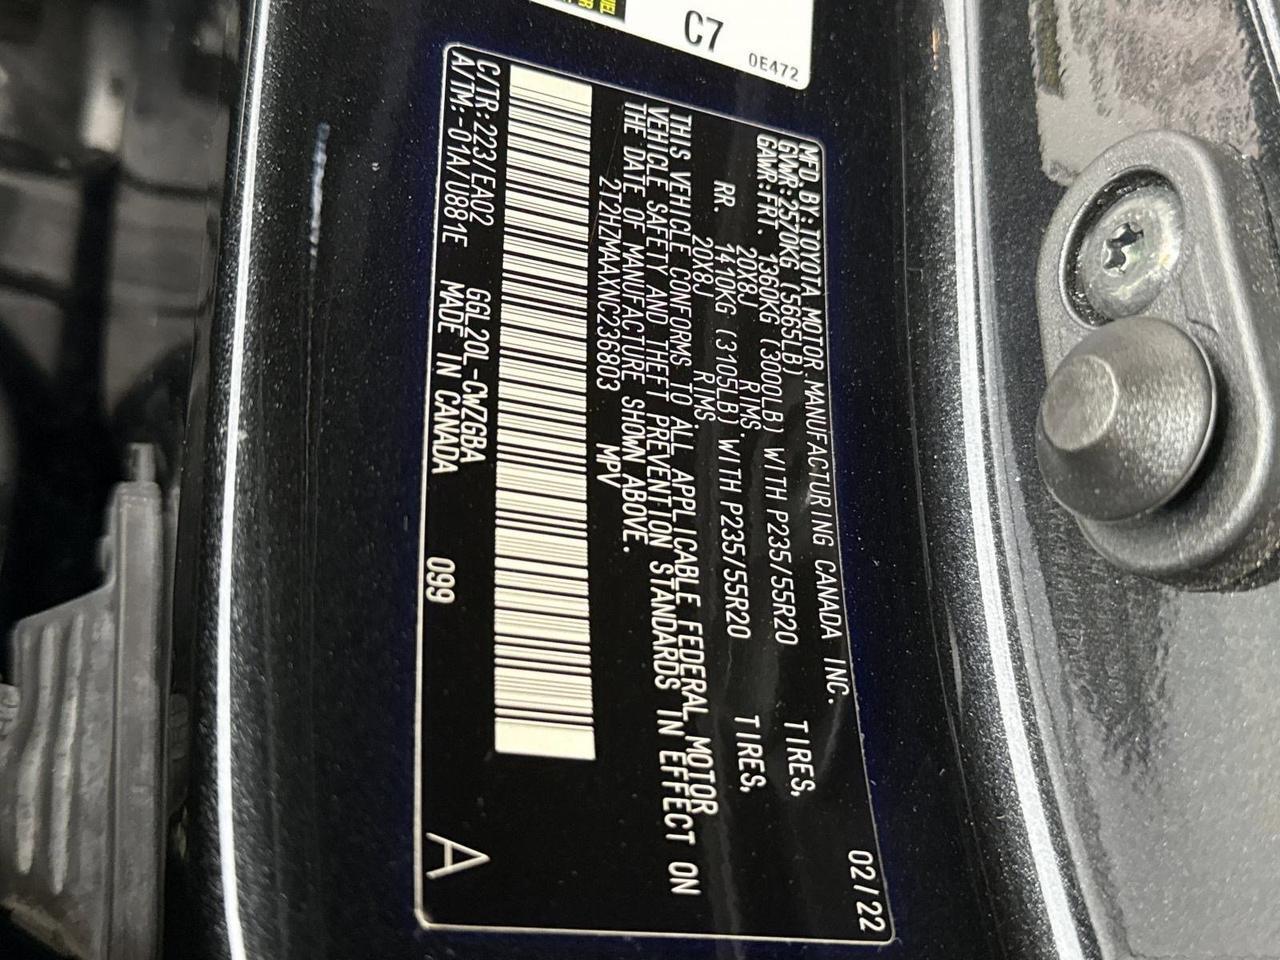 C7
0E472
MFD.BY:TOYOTA MOTOR MANUFACTURING CANADA INC. 02/22
GVWR:2570KG (5665LB)
GAWR:FRT. 1360KG (3000LB) WITH P235/55R20 TIRES,
20X8J RIMS.
RR. 1410KG (3105LB) WITH P235/55R20 TIRES,
20X8J RIMS.
THIS VEHICLE CONFORMS TO ALL APPLICABLE FEDERAL MOTOR
VEHICLE SAFETY AND THEFT PREVENTION STANDARDS IN EFFECT ON
THE DATE OF MANUFACTURE SHOWN ABOVE.
2T2HZMAAXNC236803 MPV
C/TR:223/EA02 GGL20L-CWZGBA
A/TM:-01A/U881E MADE IN CANADA 099 A